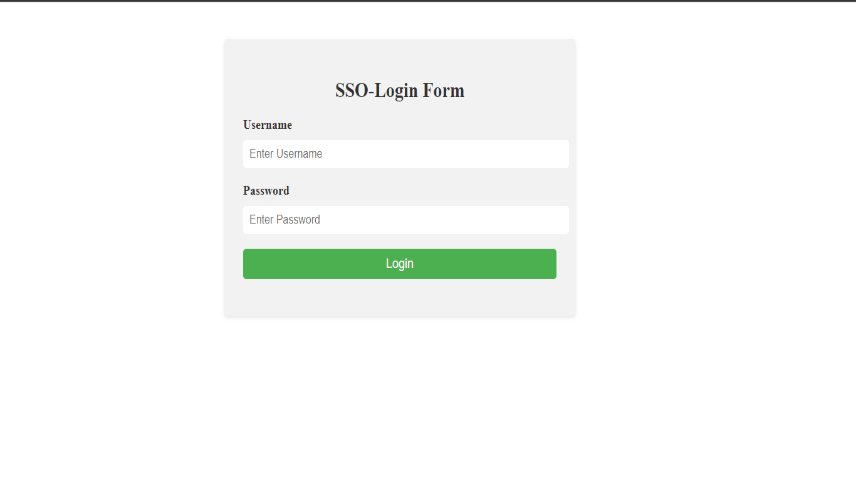 SSO-Login Form
Username
Enter Username
Password
Enter Password
Login